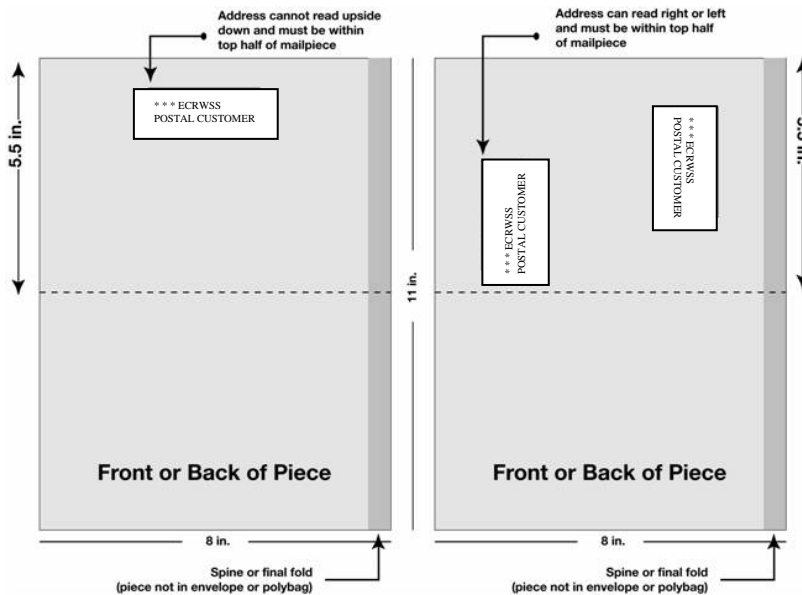 Address cannot read upside
down and must be within
top half of mailpiece
* * * ECRWSS
POSTAL CUSTOMER
5.5 in.
Front or Back of Piece
8 in.
Spine or final fold
(piece not in envelope or polybag)
11 in.
Address can read right or left
and must be within top half
of mailpiece
* * * ECRWSS
POSTAL CUSTOMER
* * * ECRWSS
POSTAL CUSTOMER
5.5 in.
Front or Back of Piece
8 in.
Spine or final fold
(piece not in envelope or polybag)